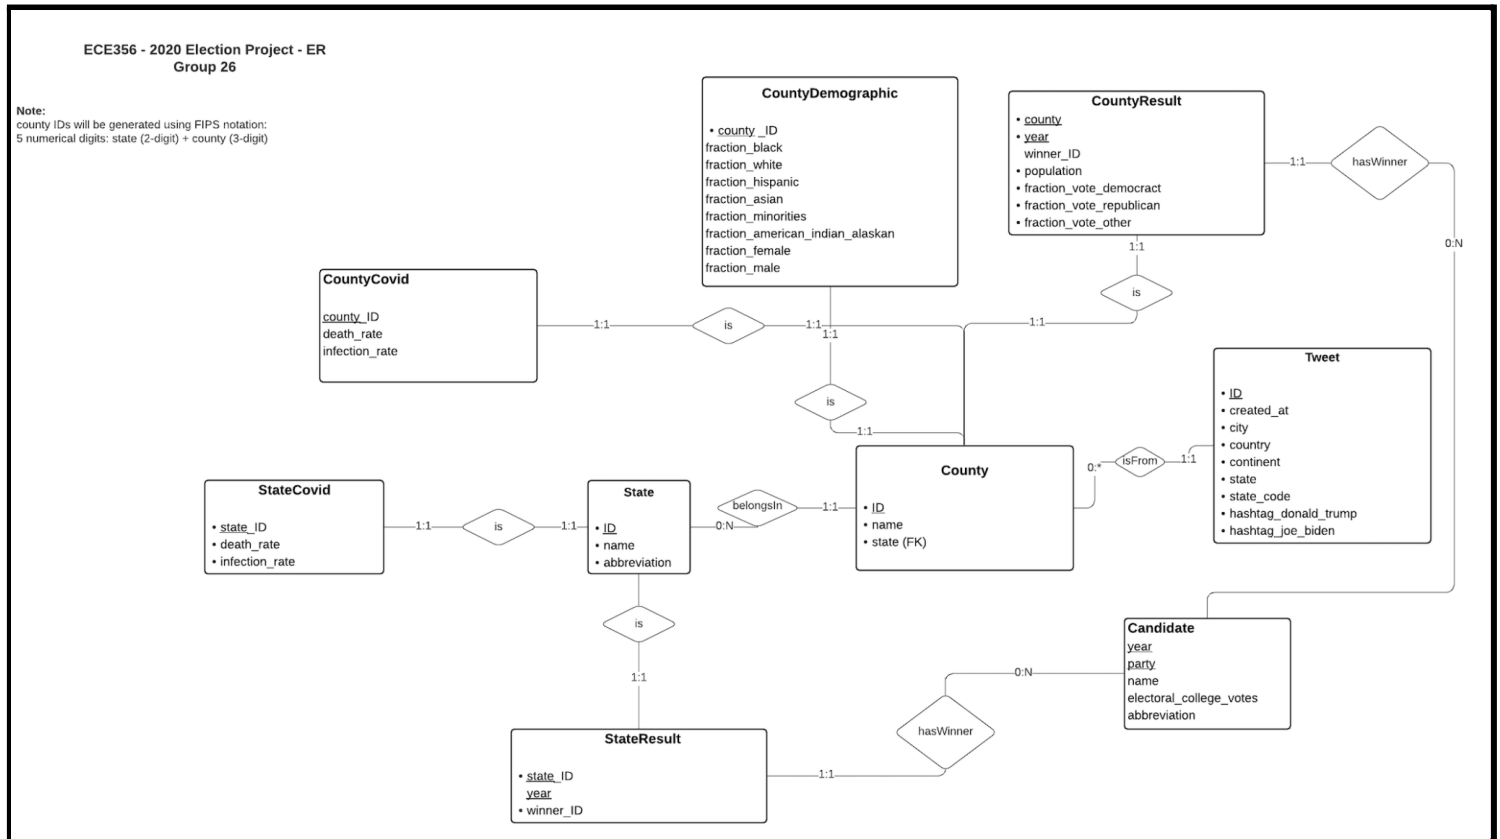 ECE356 - 2020 Election Project - ER
Group 26
Note:
county IDs will be generated using FIPS notation:
5 numerical digits: state (2-digit) + county (3-digit)
CountyDemographic
• county _ID
fraction_black
fraction_white
fraction_hispanic
fraction_asian
fraction_minorities
fraction_american_indian_alaskan
fraction_female
fraction_male
CountyResult
• county
• year
winner_ID
• population
• fraction_vote_democract
• fraction_vote_republican
• fraction_vote_other
1:1
hasWinner
0:N
1:1
is
1:1
CountyCovid
county_ID
death_rate
infection_rate
1:1
is
1:1
1:1
is
1:1
Tweet
• ID
• created_at
• city
• country
• continent
• state
• state_code
• hashtag_donald_trump
• hashtag_joe_biden
County
• ID
• name
• state (FK)
0:*
isFrom
1:1
StateCovid
• state_ID
• death_rate
• infection_rate
1:1
is
1:1
State
• ID
• name
• abbreviation
0:N
belongsIn
1:1
is
1:1
Candidate
year
party
name
electoral_college_votes
abbreviation
0:N
hasWinner
1:1
StateResult
• state_ID
year
• winner_ID